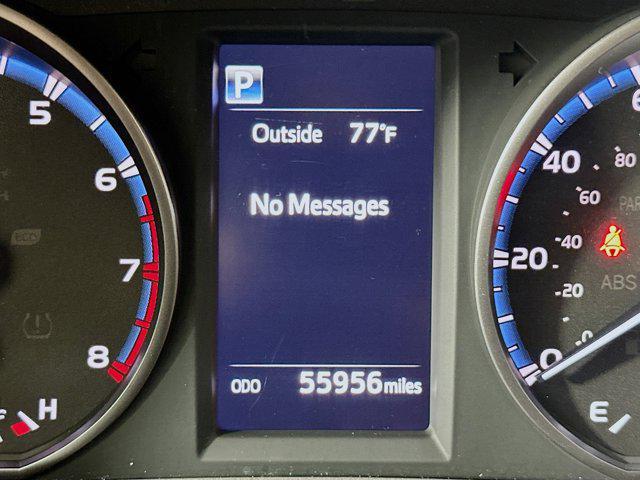 P
Outside 77°F
No Messages
ODO 55956 miles
5
6
7
8
H
ECO
40
20
0
80
60
40
20
ABS
E